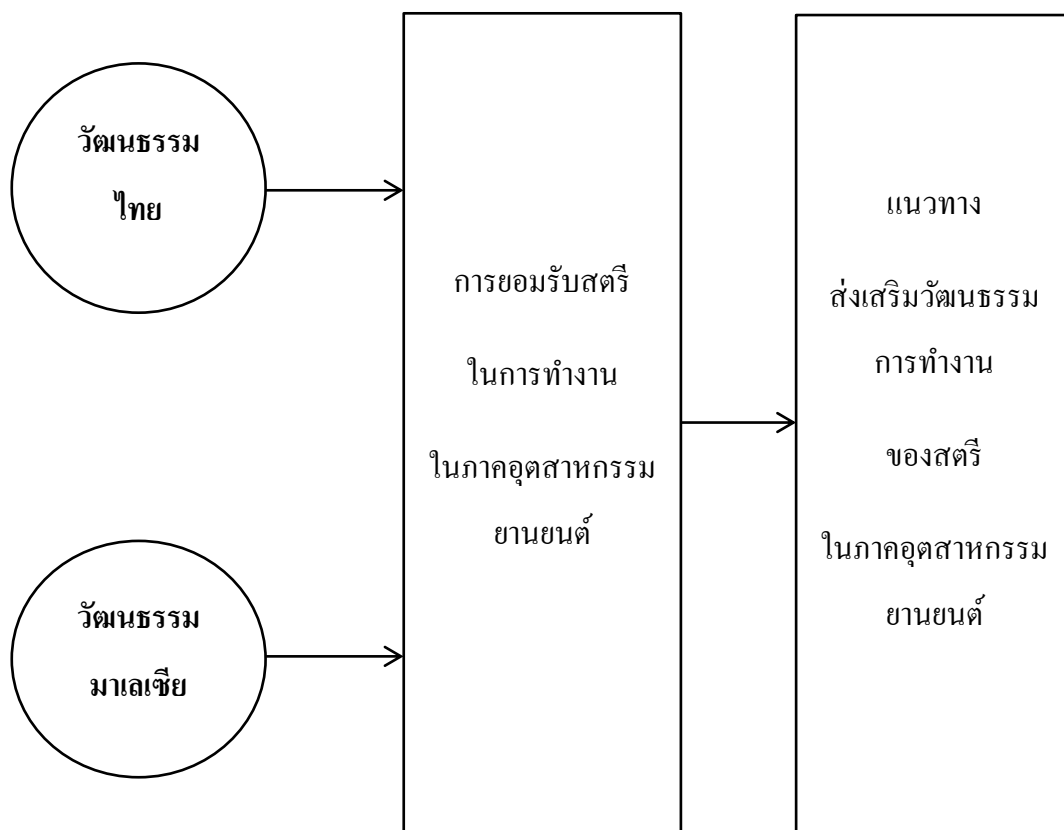 วัฒนธรรม
ไทย
วัฒนธรรม
มาเลเซีย
การยอมรับสตรี
ในการทำงาน
ในภาคอุตสาหกรรม
ยานยนต์
แนวทาง
ส่งเสริมวัฒนธรรม
การทำงาน
ของสตรี
ในภาคอุตสาหกรรม
ยานยนต์